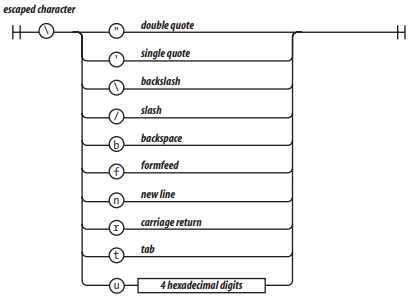 escaped character
\
" double quote
' single quote
\ backslash
/ slash
b backspace
f formfeed
n new line
r carriage return
t tab
u 4 hexadecimal digits